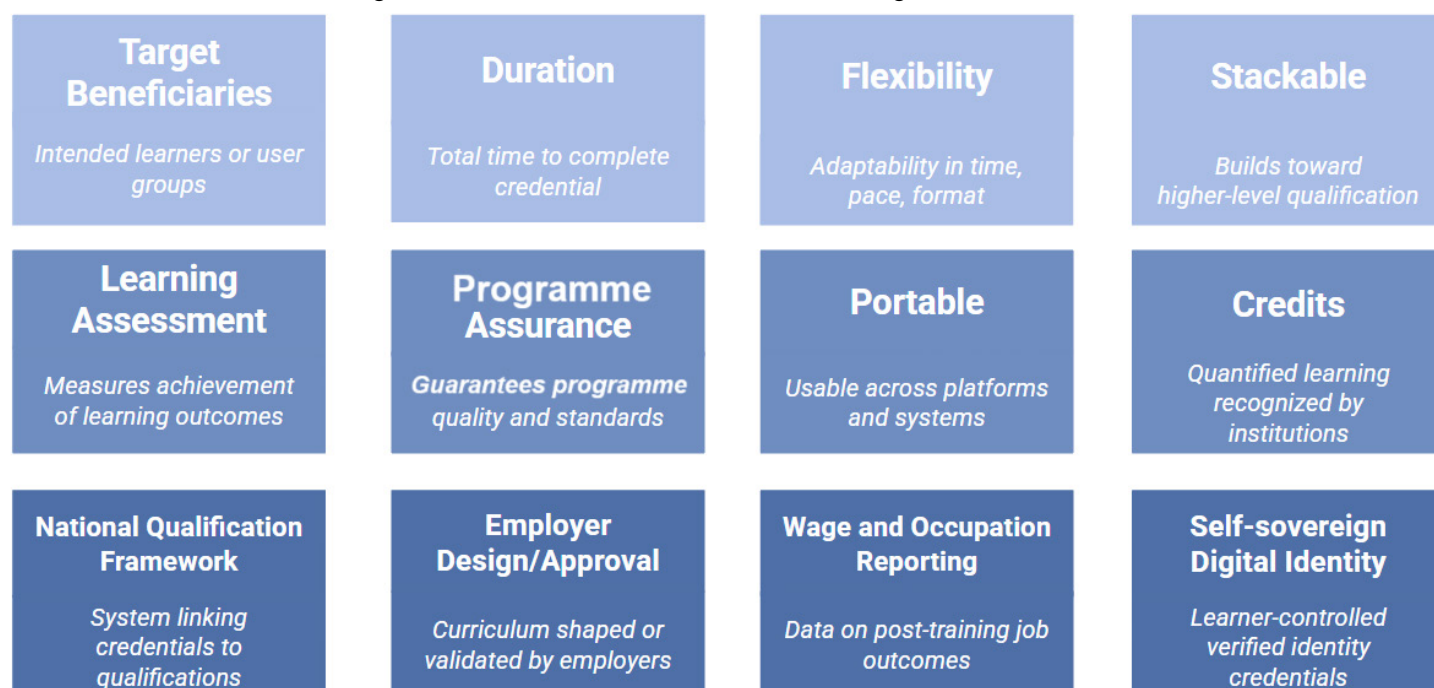 Target
Beneficiaries
Intended learners or user
groups
Duration
Total time to complete
credential
Flexibility
Adaptability in time,
pace, format
Stackable
Builds toward
higher-level qualification
Learning
Assessment
Measures achievement
of learning outcomes
Programme
Assurance
Guarantees programme
quality and standards
Portable
Usable across platforms
and systems
Credits
Quantified learning
recognized by
institutions
National Qualification
Framework
System linking
credentials to
qualifications
Employer
Design/Approval
Curriculum shaped or
validated by employers
Wage and Occupation
Reporting
Data on post-training job
outcomes
Self-sovereign
Digital Identity
Learner-controlled
verified identity
credentials